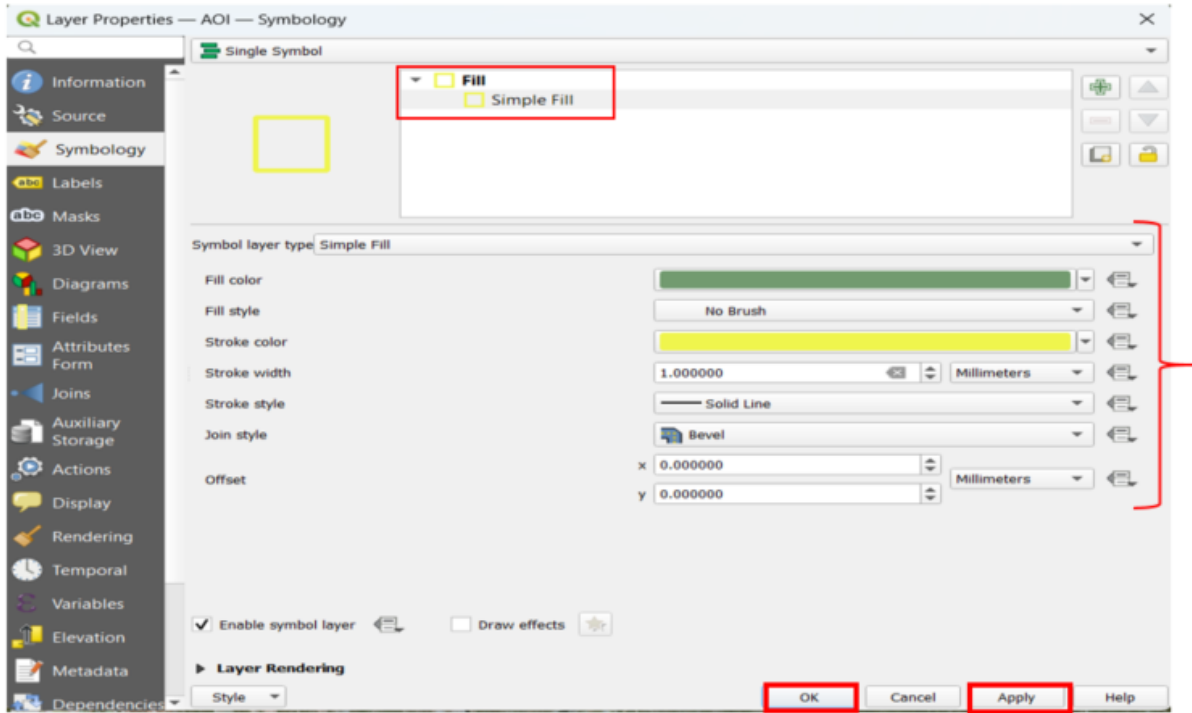 Layer Properties — AOI — Symbology
Single Symbol
Information
Source
Symbology
abc Labels
abc Masks
3D View
Diagrams
Fields
Attributes
Form
Joins
Auxiliary
Storage
Actions
Display
Rendering
Temporal
Variables
Elevation
Metadata
Dependencies
Fill
Simple Fill
Symbol layer type Simple Fill
Fill color
Fill style No Brush
Stroke color
Stroke width 1.000000 Millimeters
Stroke style Solid Line
Join style Bevel
Offset x 0.000000 Millimeters
y 0.000000
Enable symbol layer Draw effects
Layer Rendering
Style OK Cancel Apply Help